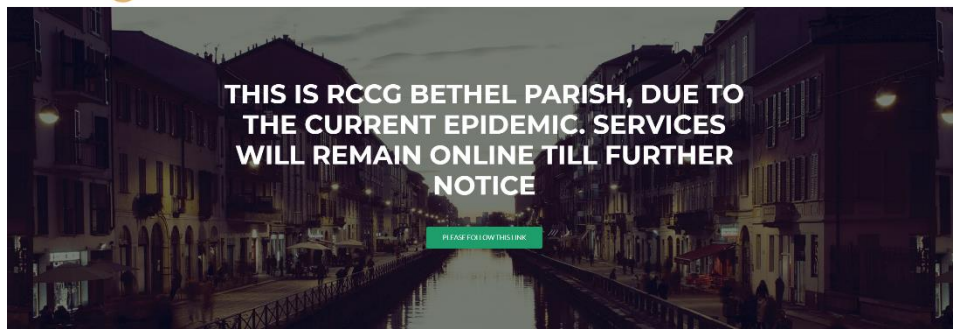 THIS IS RCCG BETHEL PARISH, DUE TO
THE CURRENT EPIDEMIC. SERVICES
WILL REMAIN ONLINE TILL FURTHER
NOTICE
PLEASE FOLLOW THIS LINK